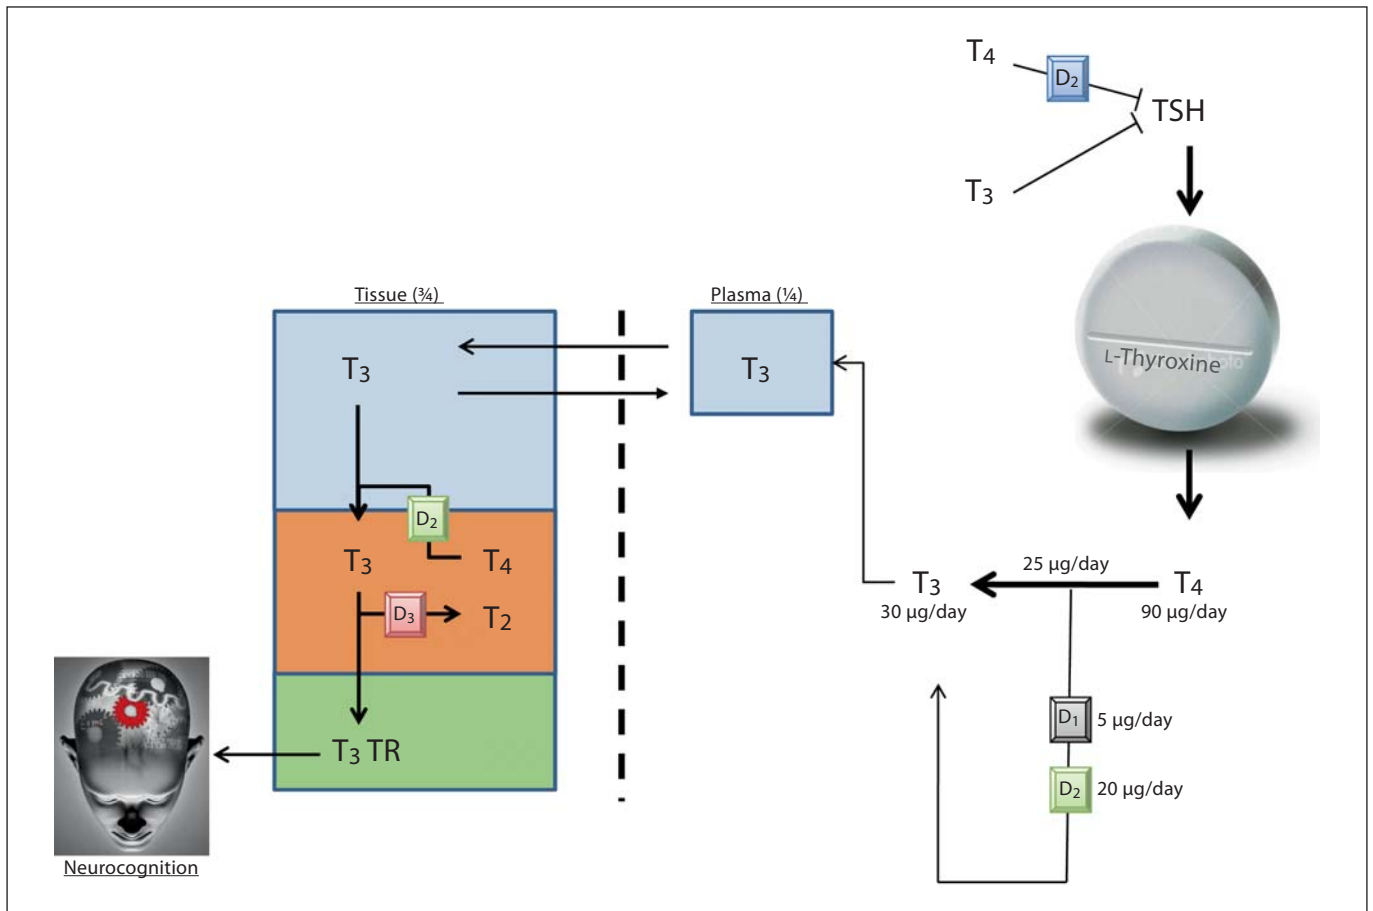 T4
D2
TSH
T3
L-Thyroxine
Tissue (¾)
Plasma (¼)
T3
T3
D2
T3
T4
D3
T2
T3 TR
Neurocognition
25 µg/day
T3
T4
30 µg/day
90 µg/day
D1
5 µg/day
D2
20 µg/day